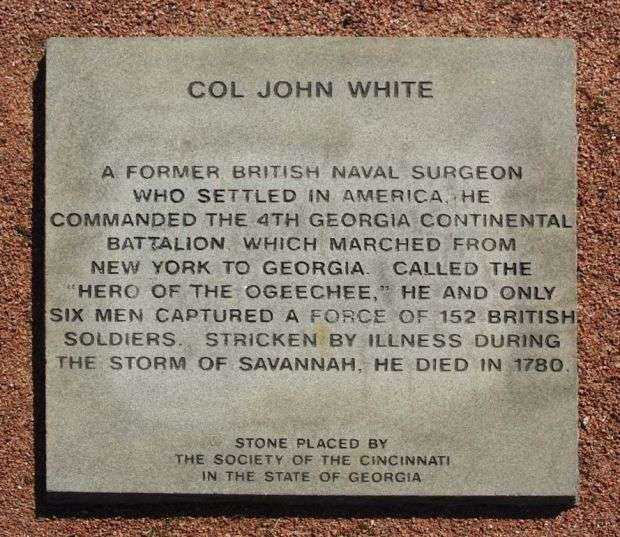 COL JOHN WHITE
A FORMER BRITISH NAVAL SURGEON
WHO SETTLED IN AMERICA, HE
COMMANDED THE 4TH GEORGIA CONTINENTAL
BATTALION WHICH MARCHED FROM
NEW YORK TO GEORGIA. CALLED THE
"HERO OF THE OGEECHEE," HE AND ONLY
SIX MEN CAPTURED A FORCE OF 152 BRITISH
SOLDIERS. STRICKEN BY ILLNESS DURING
THE STORM OF SAVANNAH, HE DIED IN 1780.
STONE PLACED BY
THE SOCIETY OF THE CINCINNATI
IN THE STATE OF GEORGIA